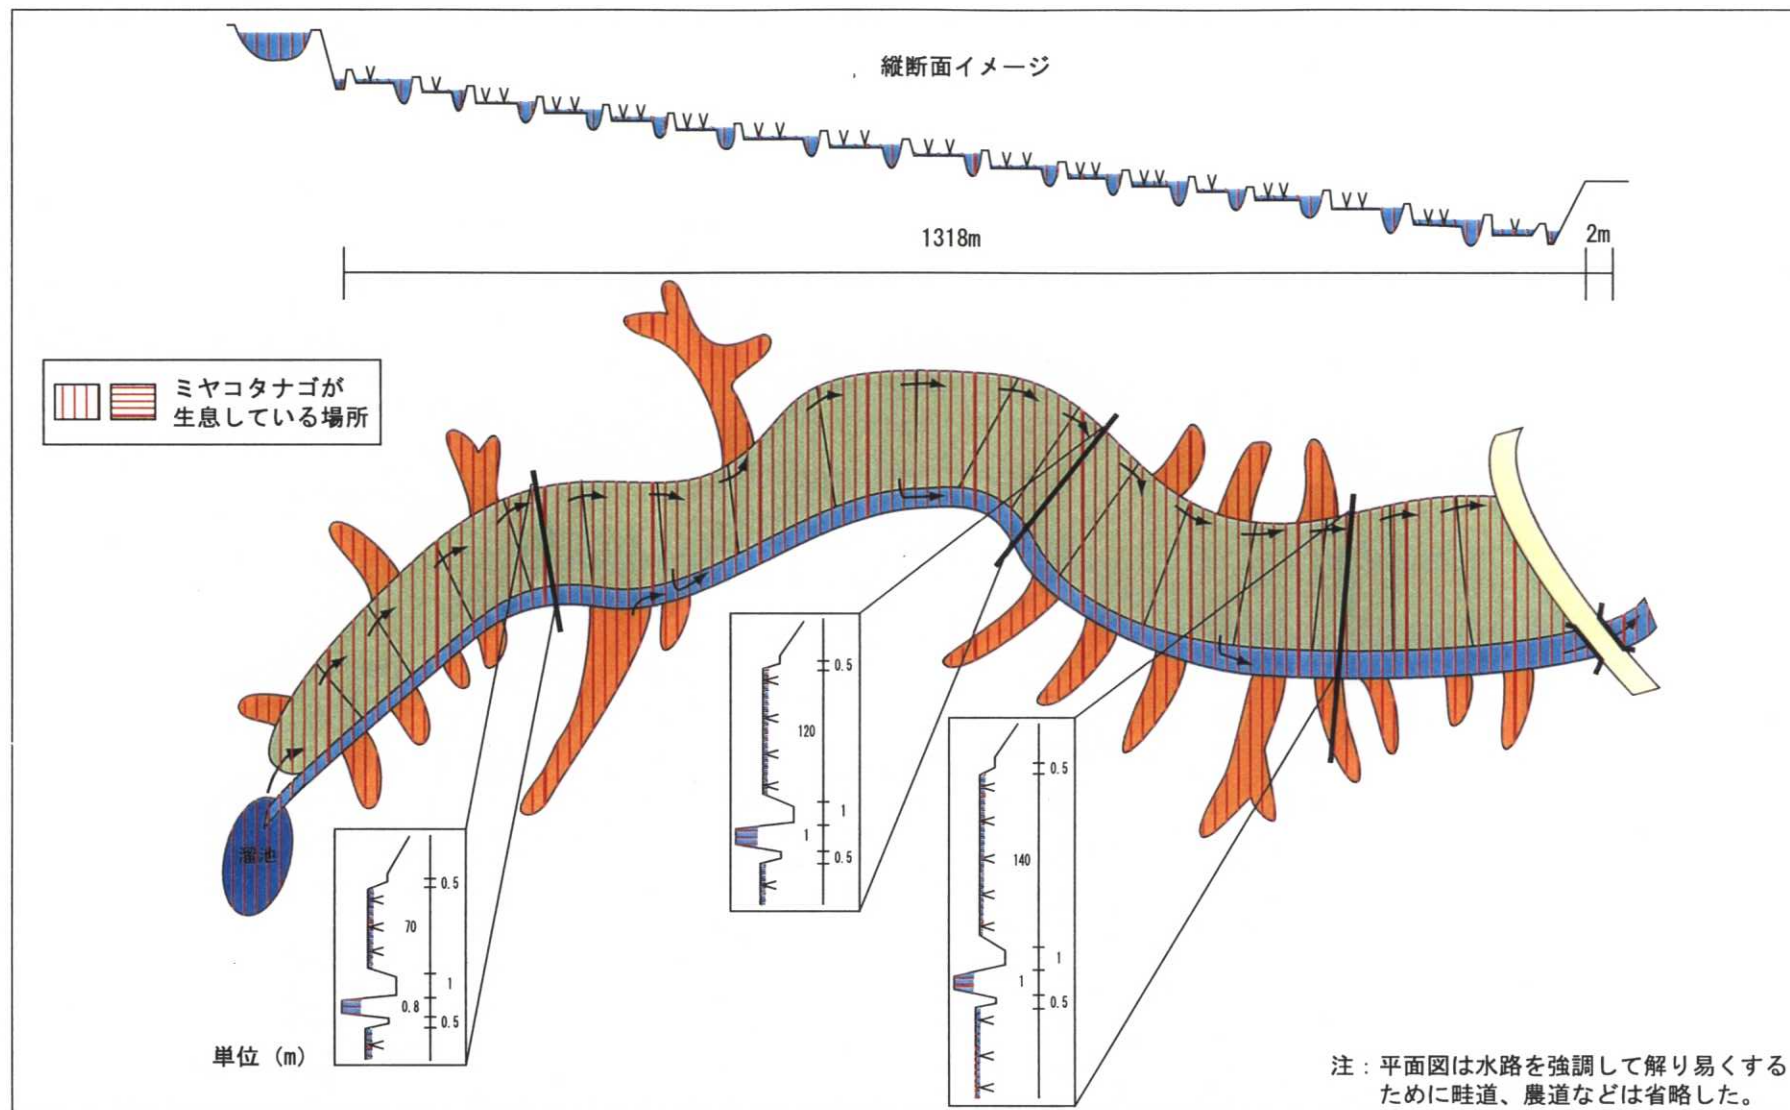 縦断面イメージ
1318m
2m
ミヤコタナゴが
生息している場所
溜池
0.5
70
1
0.8
0.5
0.5
120
1
1
0.5
0.5
140
1
1
0.5
単位（m）
注：平面図は水路を強調して解り易くする
ために畦道、農道などは省略した。